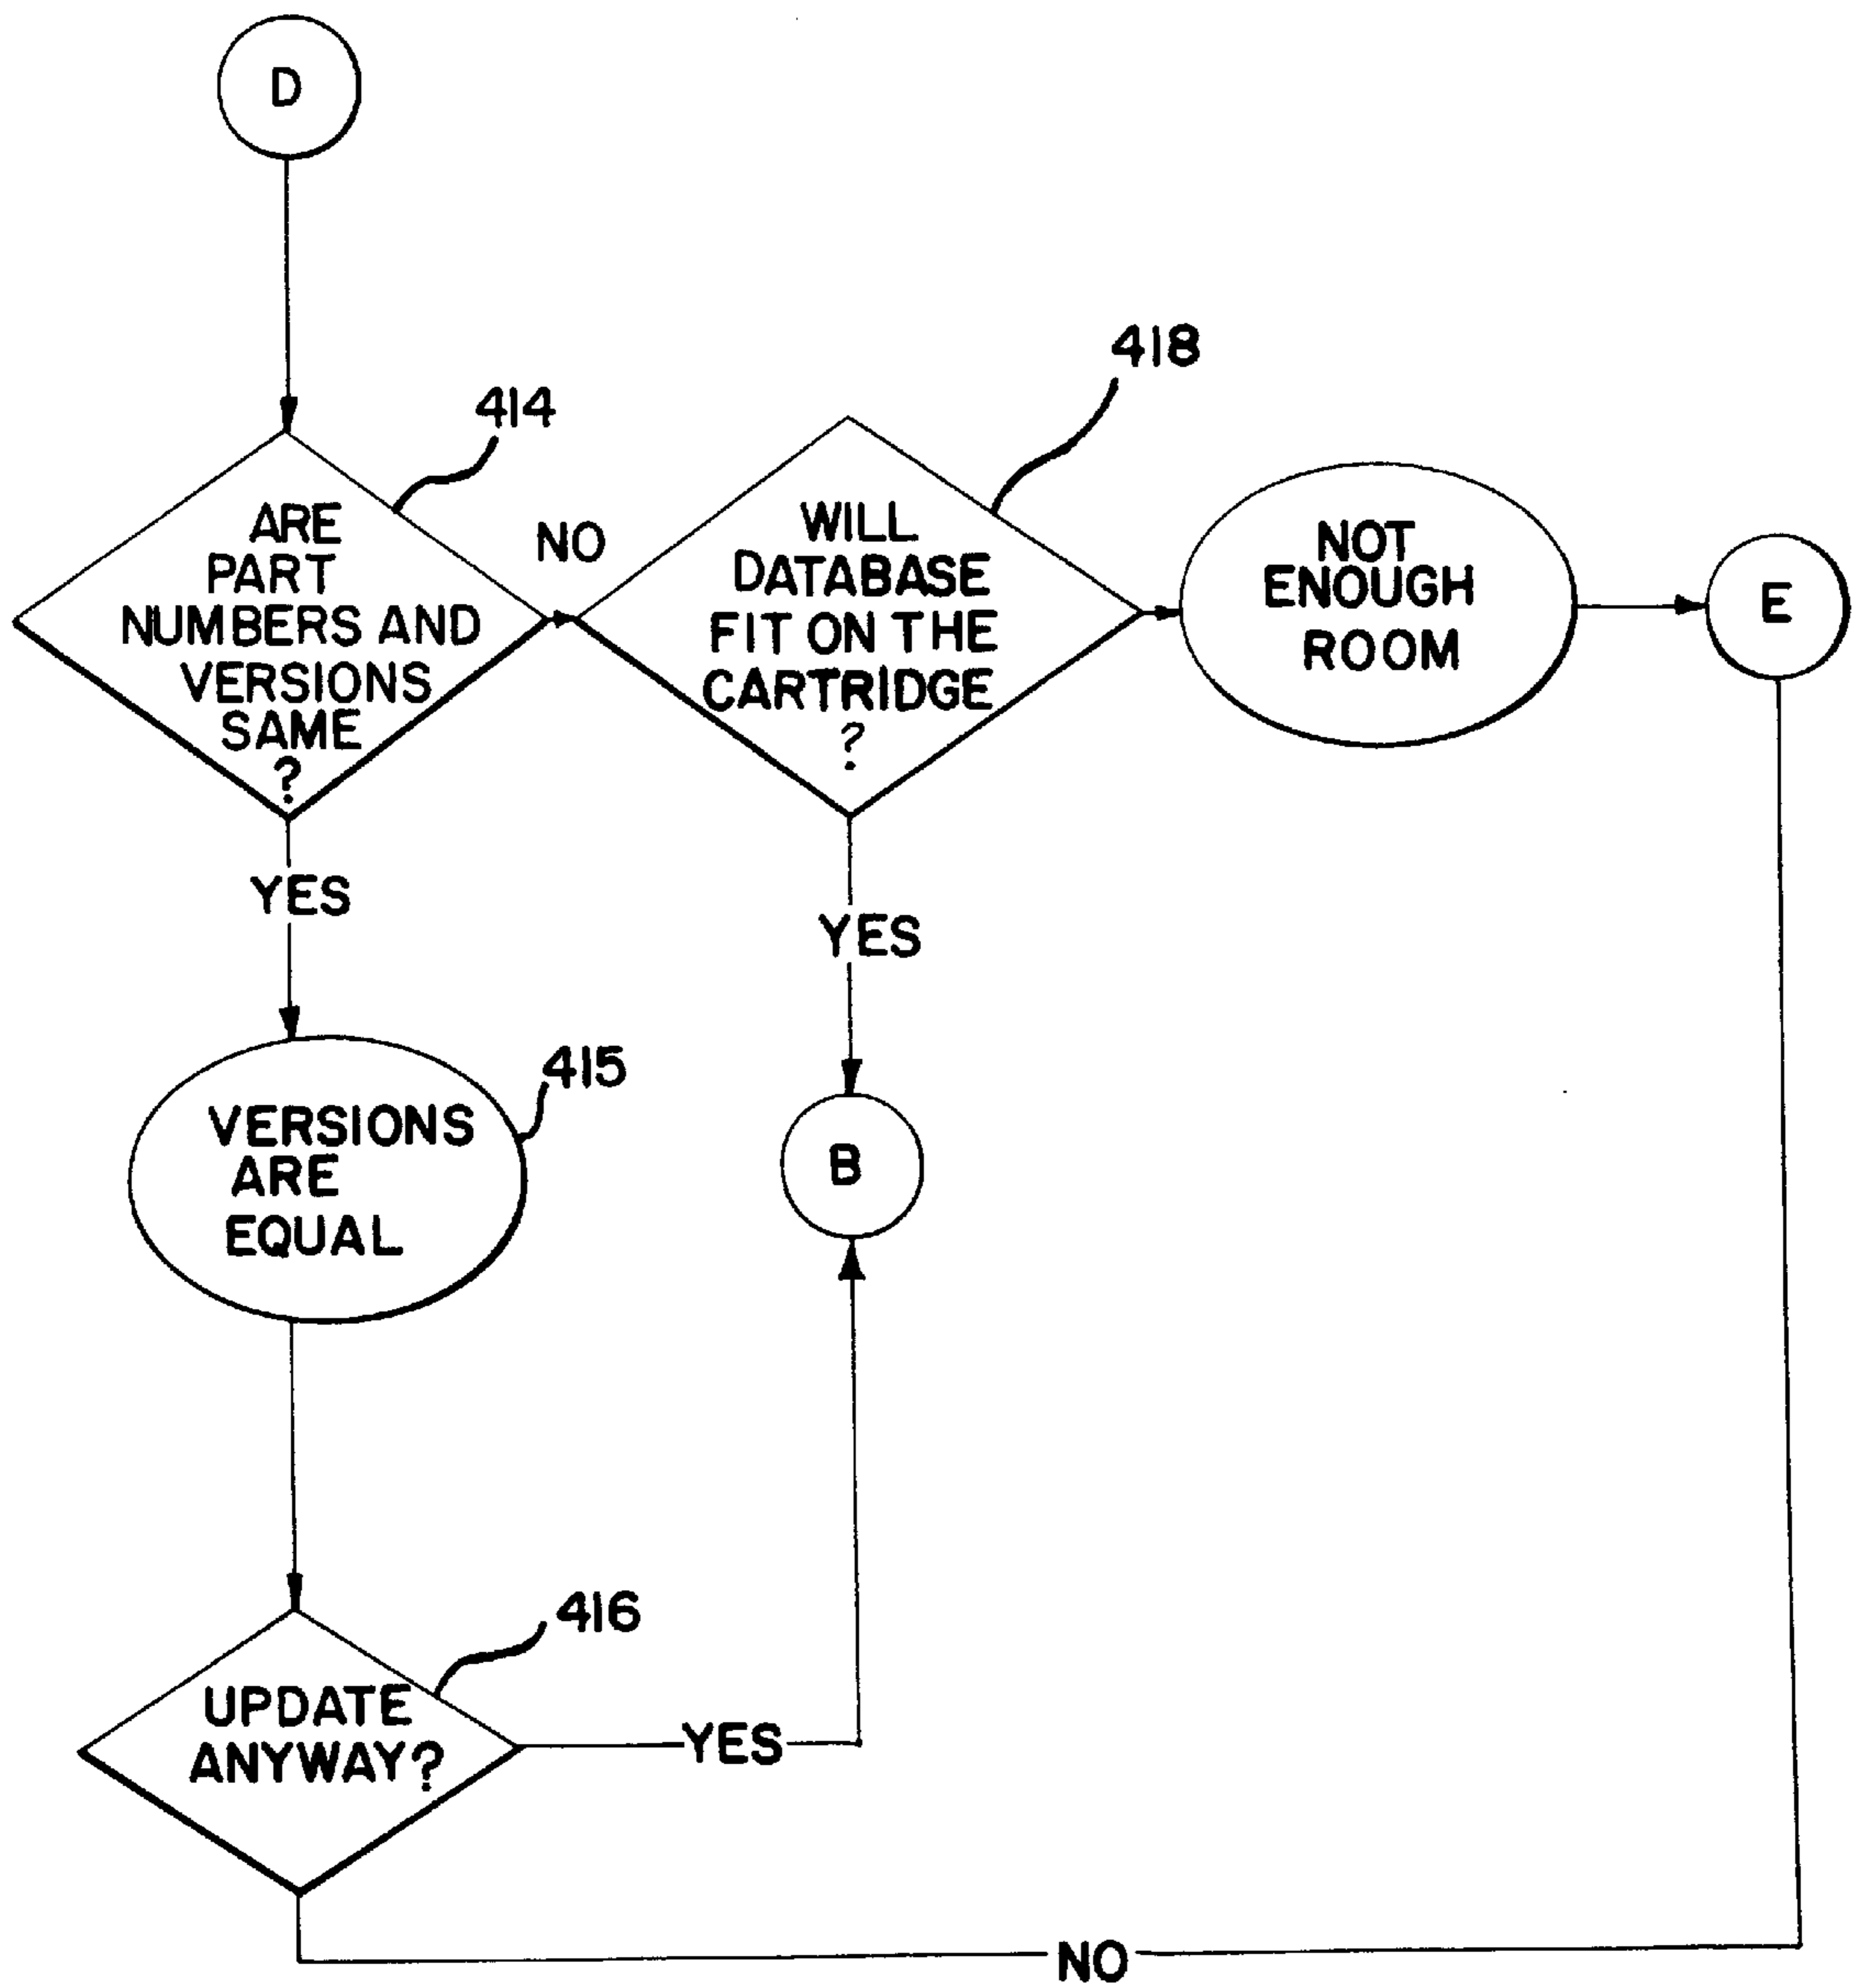 D
414
ARE
PART
NUMBERS AND
VERSIONS
SAME
?
NO
418
WILL
DATABASE
FIT ON THE
CARTRIDGE
?
NOT
ENOUGH
ROOM
E
YES
YES
415
VERSIONS
ARE
EQUAL
B
416
UPDATE
ANYWAY?
YES
NO